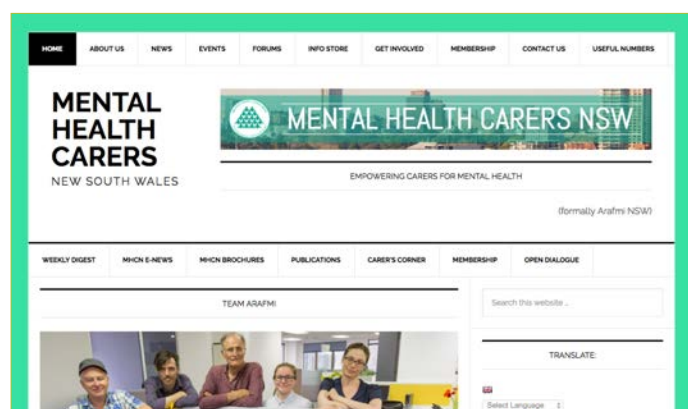 HOME ABOUT US NEWS EVENTS FORUMS INFO STORE GET INVOLVED MEMBERSHIP CONTACT US USEFUL NUMBERS
MENTAL
HEALTH
CARERS
NEW SOUTH WALES
MENTAL HEALTH CARERS NSW
EMPOWERING CARERS FOR MENTAL HEALTH
(formally Arafmi NSW)
WEEKLY DIGEST MHCN E-NEWS MHCN BROCHURES PUBLICATIONS CARER'S CORNER MEMBERSHIP OPEN DIALOGUE
TEAM ARAFMI
Search this website ...
TRANSLATE:
Select Language